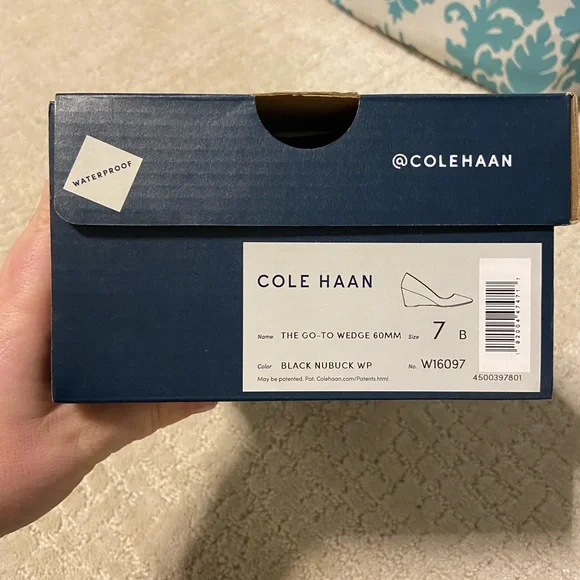 WATERPROOF
@COLEHAAN
COLE HAAN
Name THE GO-TO WEDGE 60MM Size 7 B
Color BLACK NUBUCK WP No. W16097
May be patented. Pat. Colehaan.com/Patents.html.
4500397801